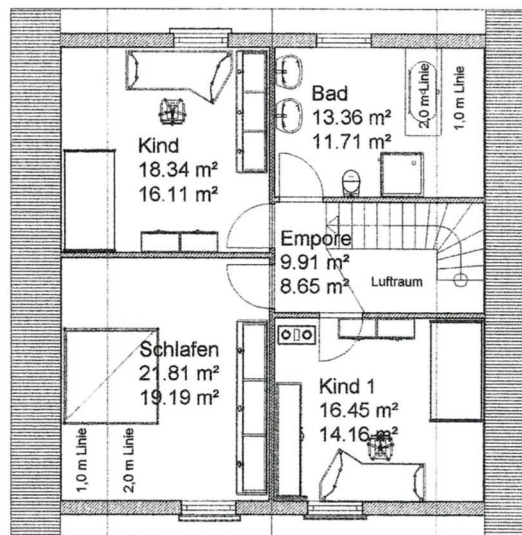 Kind
18.34 m²
16.11 m²
Bad
13.36 m²
11.71 m²
2,0 m-Linie
1,0 m Linie
Empore
9.91 m²
8.65 m²
Luftraum
Schlafen
21.81 m²
19.19 m²
1,0 m Linie
2,0 m Linie
Kind 1
16.45 m²
14.16 m²